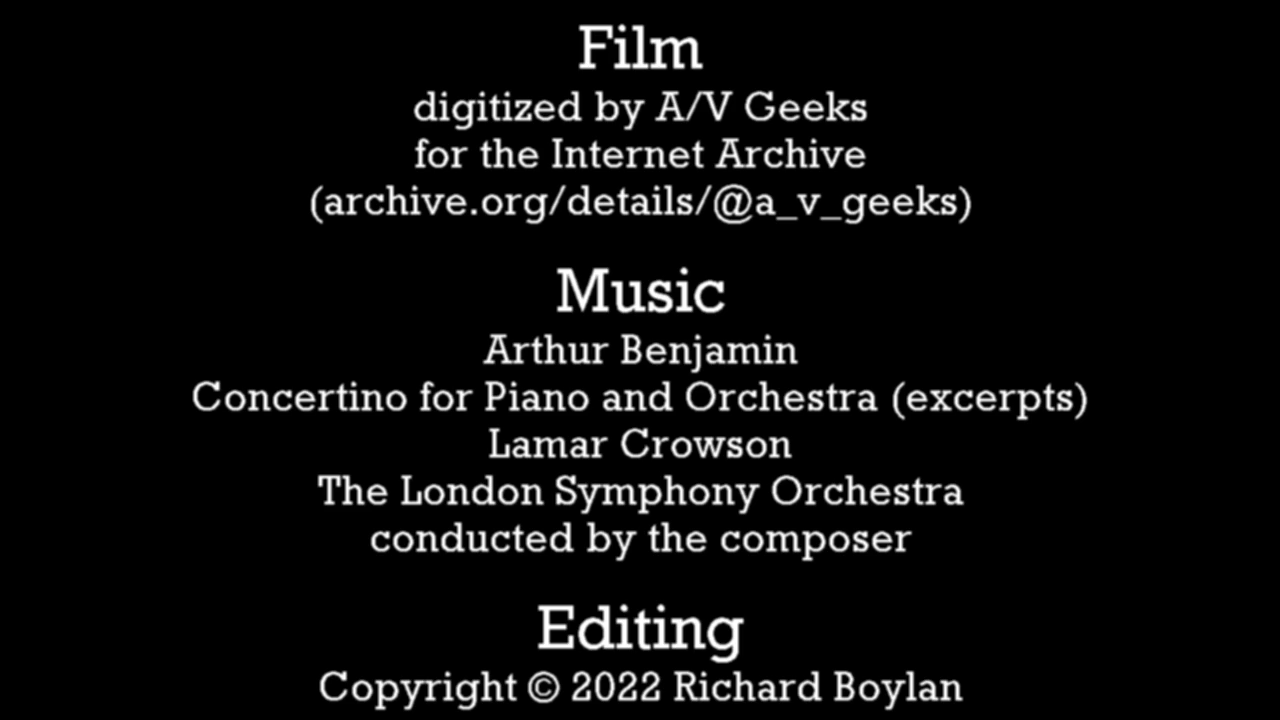 Film
digitized by A/V Geeks
for the Internet Archive
(archive.org/details/@a_v_geeks)
Music
Arthur Benjamin
Concertino for Piano and Orchestra (excerpts)
Lamar Crowson
The London Symphony Orchestra
conducted by the composer
Editing
Copyright © 2022 Richard Boylan